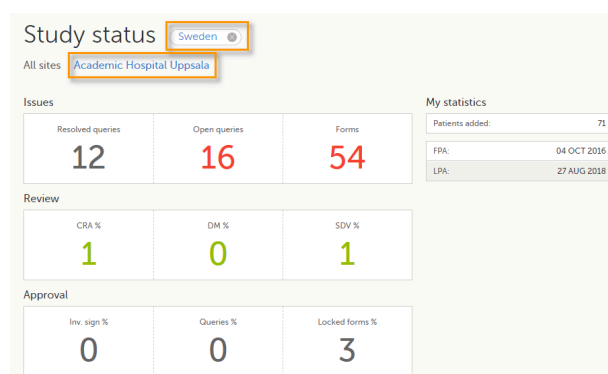 Study status Sweden
All sites Academic Hospital Uppsala
Issues
Resolved queries Open queries Forms
12 16 54
Review
CRA % DM % SDV %
1 0 1
Approval
Inv. sign % Queries % Locked forms %
0 0 3
My statistics
Patients added: 71
FPA: 04 OCT 2016
LPA: 27 AUG 2018